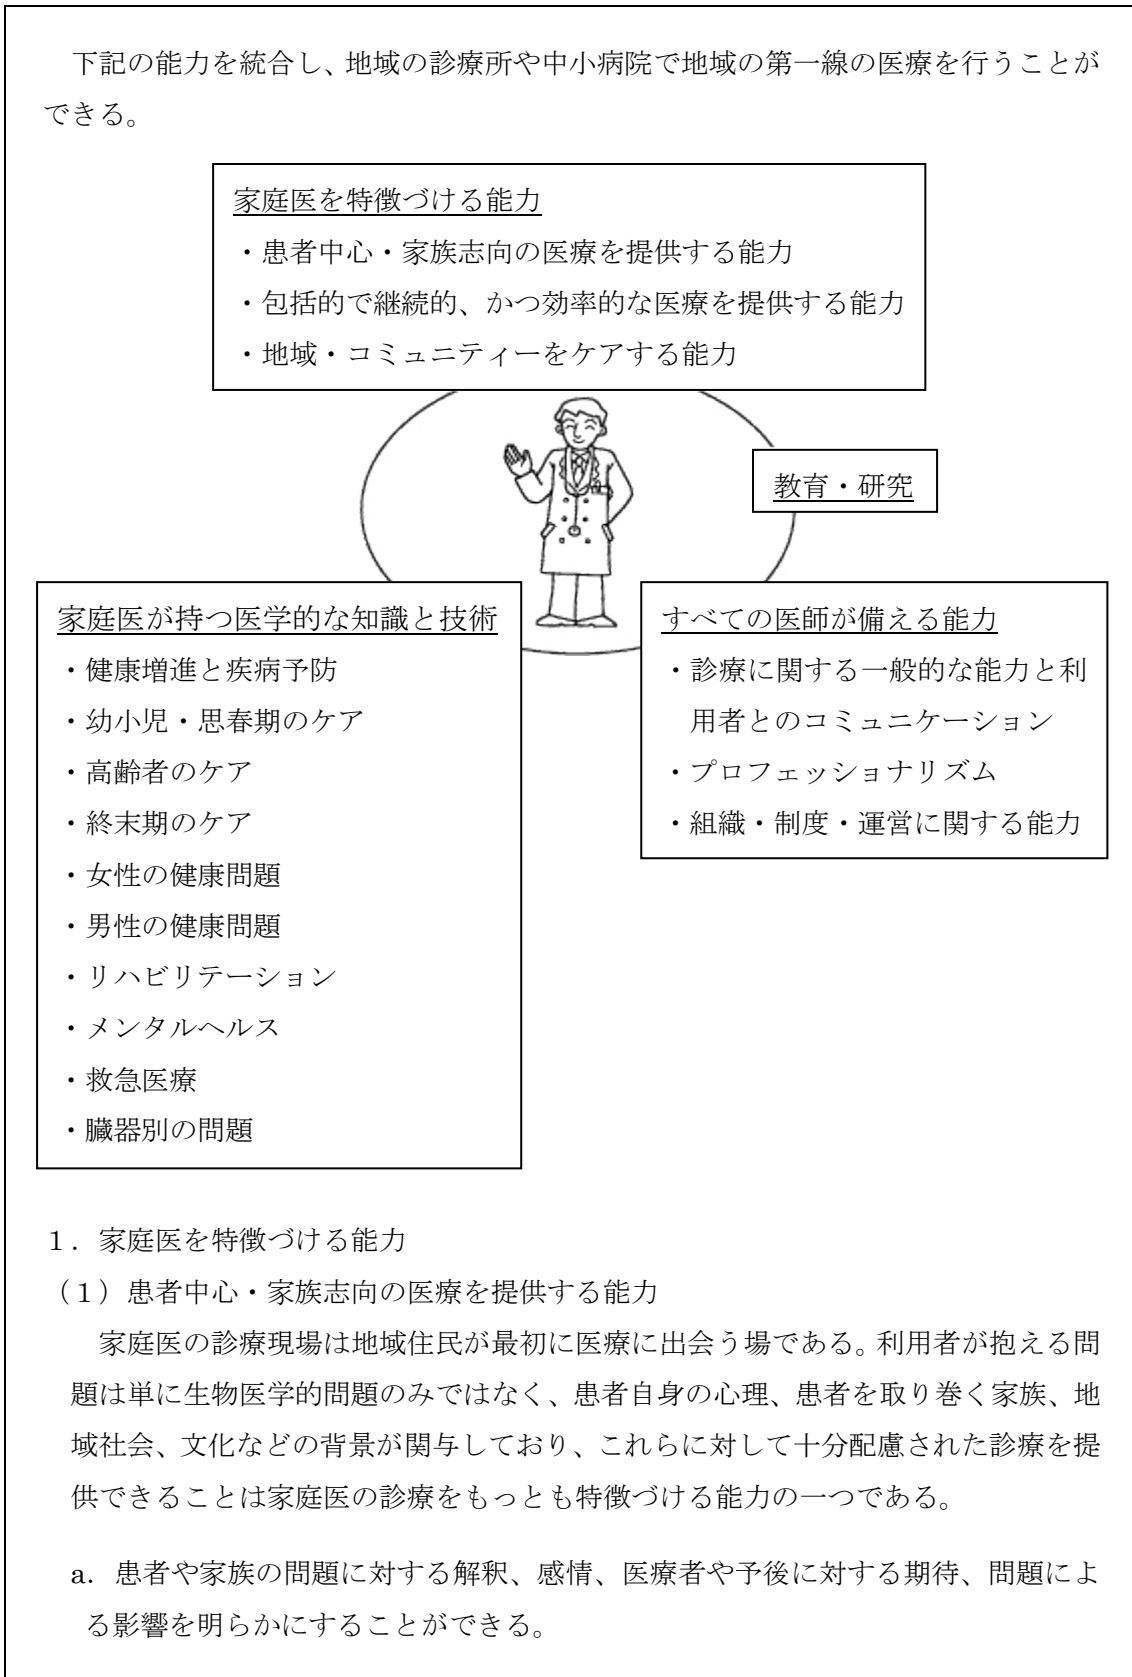 下記の能力を統合し、地域の診療所や中小病院で地域の第一線の医療を行うことが
できる。
家庭医を特徴づける能力
・患者中心・家族志向の医療を提供する能力
・包括的で継続的、かつ効率的な医療を提供する能力
・地域・コミュニティーをケアする能力
教育・研究
家庭医が持つ医学的な知識と技術
・健康増進と疾病予防
・幼小児・思春期のケア
・高齢者のケア
・終末期のケア
・女性の健康問題
・男性の健康問題
・リハビリテーション
・メンタルヘルス
・救急医療
・臓器別の問題
すべての医師が備える能力
・診療に関する一般的な能力と利
用者とのコミュニケーション
・プロフェッショナリズム
・組織・制度・運営に関する能力
１．家庭医を特徴づける能力
（１）患者中心・家族志向の医療を提供する能力
家庭医の診療現場は地域住民が最初に医療に出会う場である。利用者が抱える問
題は単に生物医学的問題のみではなく、患者自身の心理、患者を取り巻く家族、地
域社会、文化などの背景が関与しており、これらに対して十分配慮された診療を提
供できることは家庭医の診療をもっとも特徴づける能力の一つである。
a. 患者や家族の問題に対する解釈、感情、医療者や予後に対する期待、問題によ
る影響を明らかにすることができる。